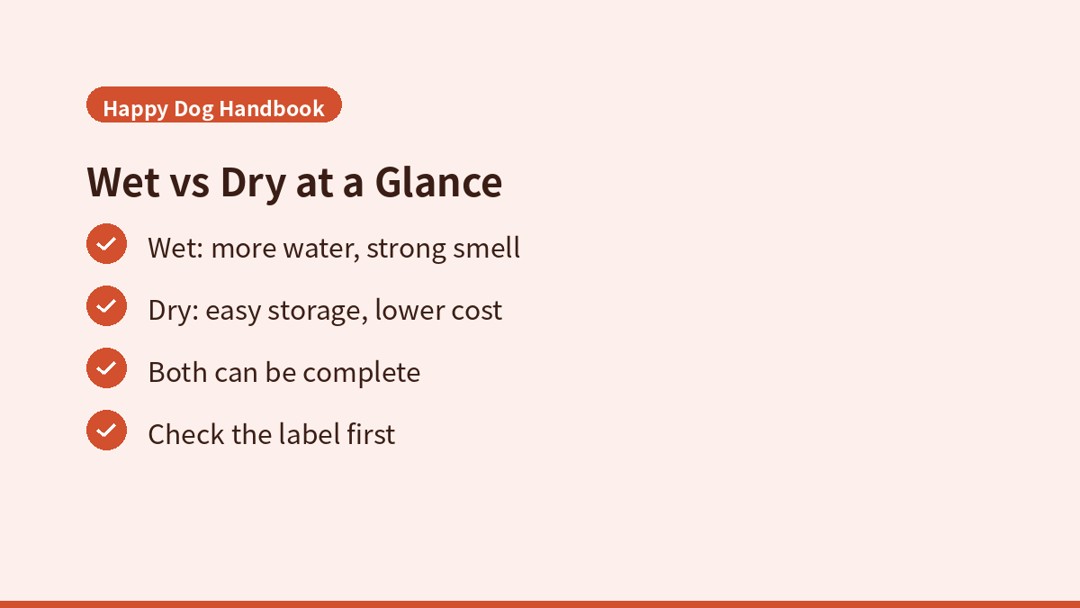 Happy Dog Handbook
Wet vs Dry at a Glance
Wet: more water, strong smell
Dry: easy storage, lower cost
Both can be complete
Check the label first